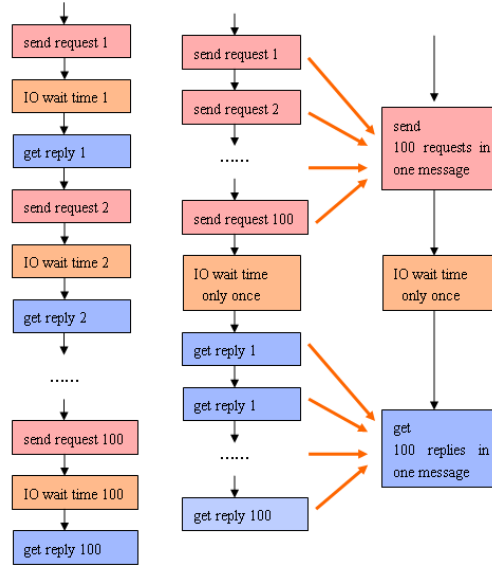 send request 1
IO wait time 1
get reply 1
send request 2
IO wait time 2
get reply 2
......
send request 100
IO wait time 100
get reply 100
send request 1
send request 2
......
send request 100
IO wait time
only once
get reply 1
get reply 1
......
get reply 100
send
100 requests in
one message
IO wait time
only once
get
100 replies in
one message